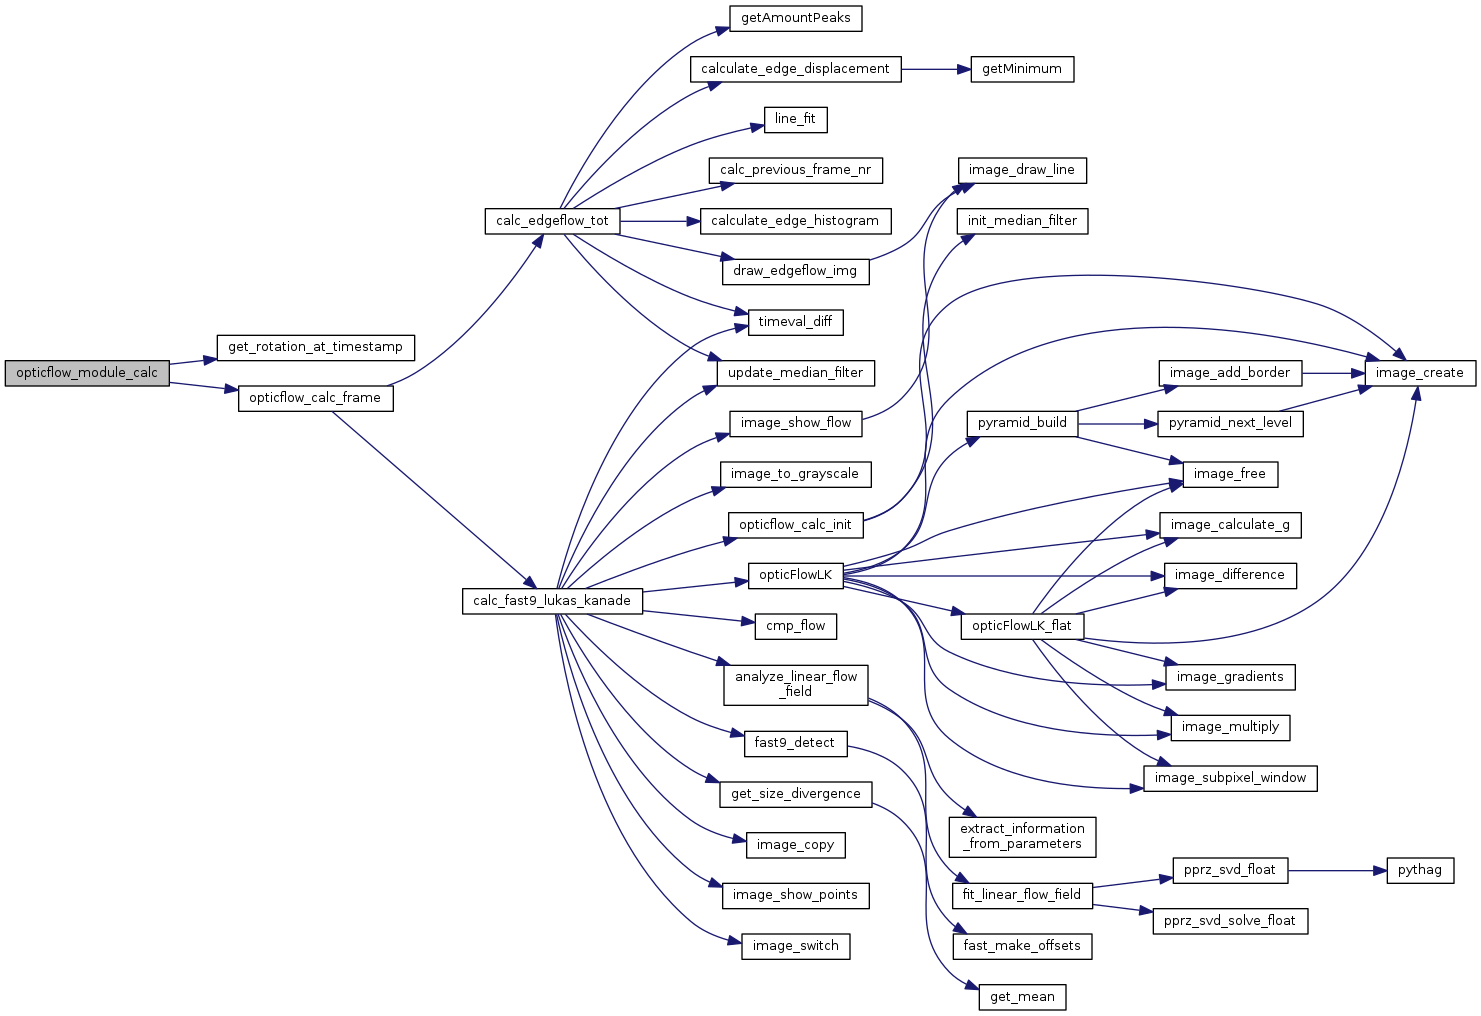 opticflow_module_calc
get_rotation_at_timestamp
opticflow_calc_frame
calc_edgeflow_tot
calc_fast9_lukas_kanade
getAmountPeaks
calculate_edge_displacement
line_fit
calc_previous_frame_nr
calculate_edge_histogram
draw_edgeflow_img
timeval_diff
update_median_filter
image_show_flow
image_to_grayscale
opticflow_calc_init
opticFlowLK
cmp_flow
analyze_linear_flow
_field
fast9_detect
get_size_divergence
image_copy
image_show_points
image_switch
getMinimum
image_draw_line
init_median_filter
pyramid_build
opticFlowLK_flat
extract_information
_from_parameters
fit_linear_flow_field
fast_make_offsets
get_mean
image_add_border
pyramid_next_level
image_free
image_calculate_g
image_difference
image_gradients
image_multiply
image_subpixel_window
pprz_svd_float
pprz_svd_solve_float
image_create
pythag